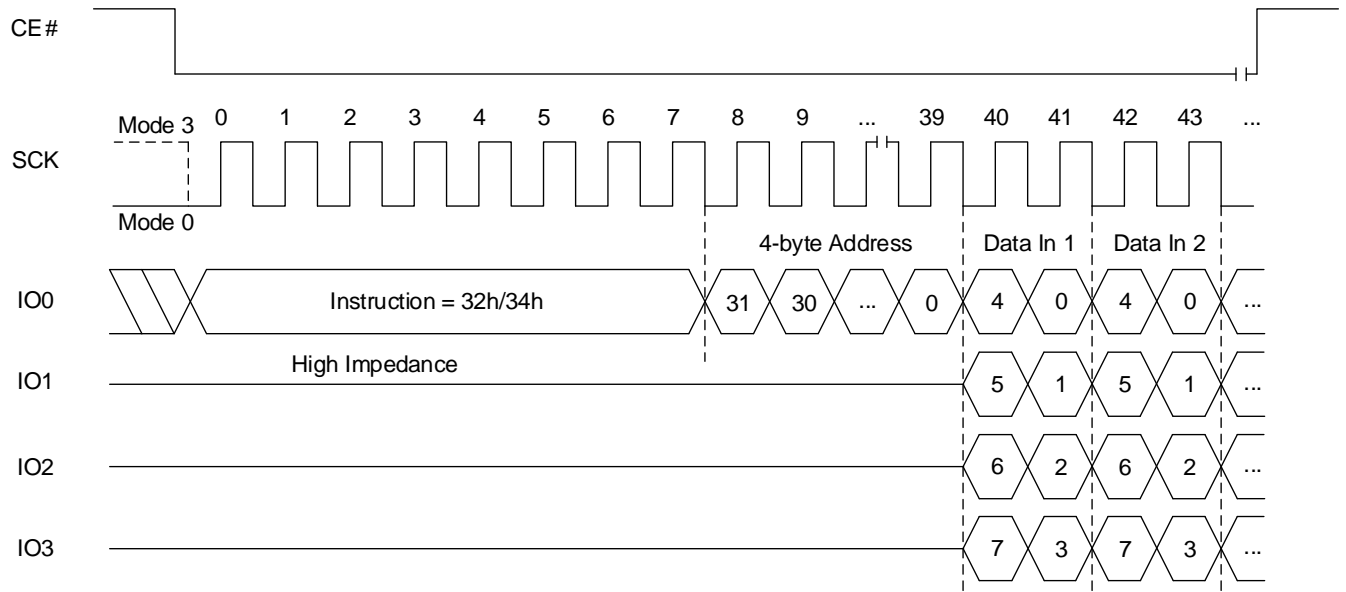 CE#
Mode 3 0 1 2 3 4 5 6 7 8 9 ... 39 40 41 42 43 ...
SCK
Mode 0
4-byte Address Data In 1 Data In 2
IO0 Instruction = 32h/34h 31 30 ... 0 4 0 4 0 ...
High Impedance
IO1 5 1 5 1 ...
IO2 6 2 6 2 ...
IO3 7 3 7 3 ...